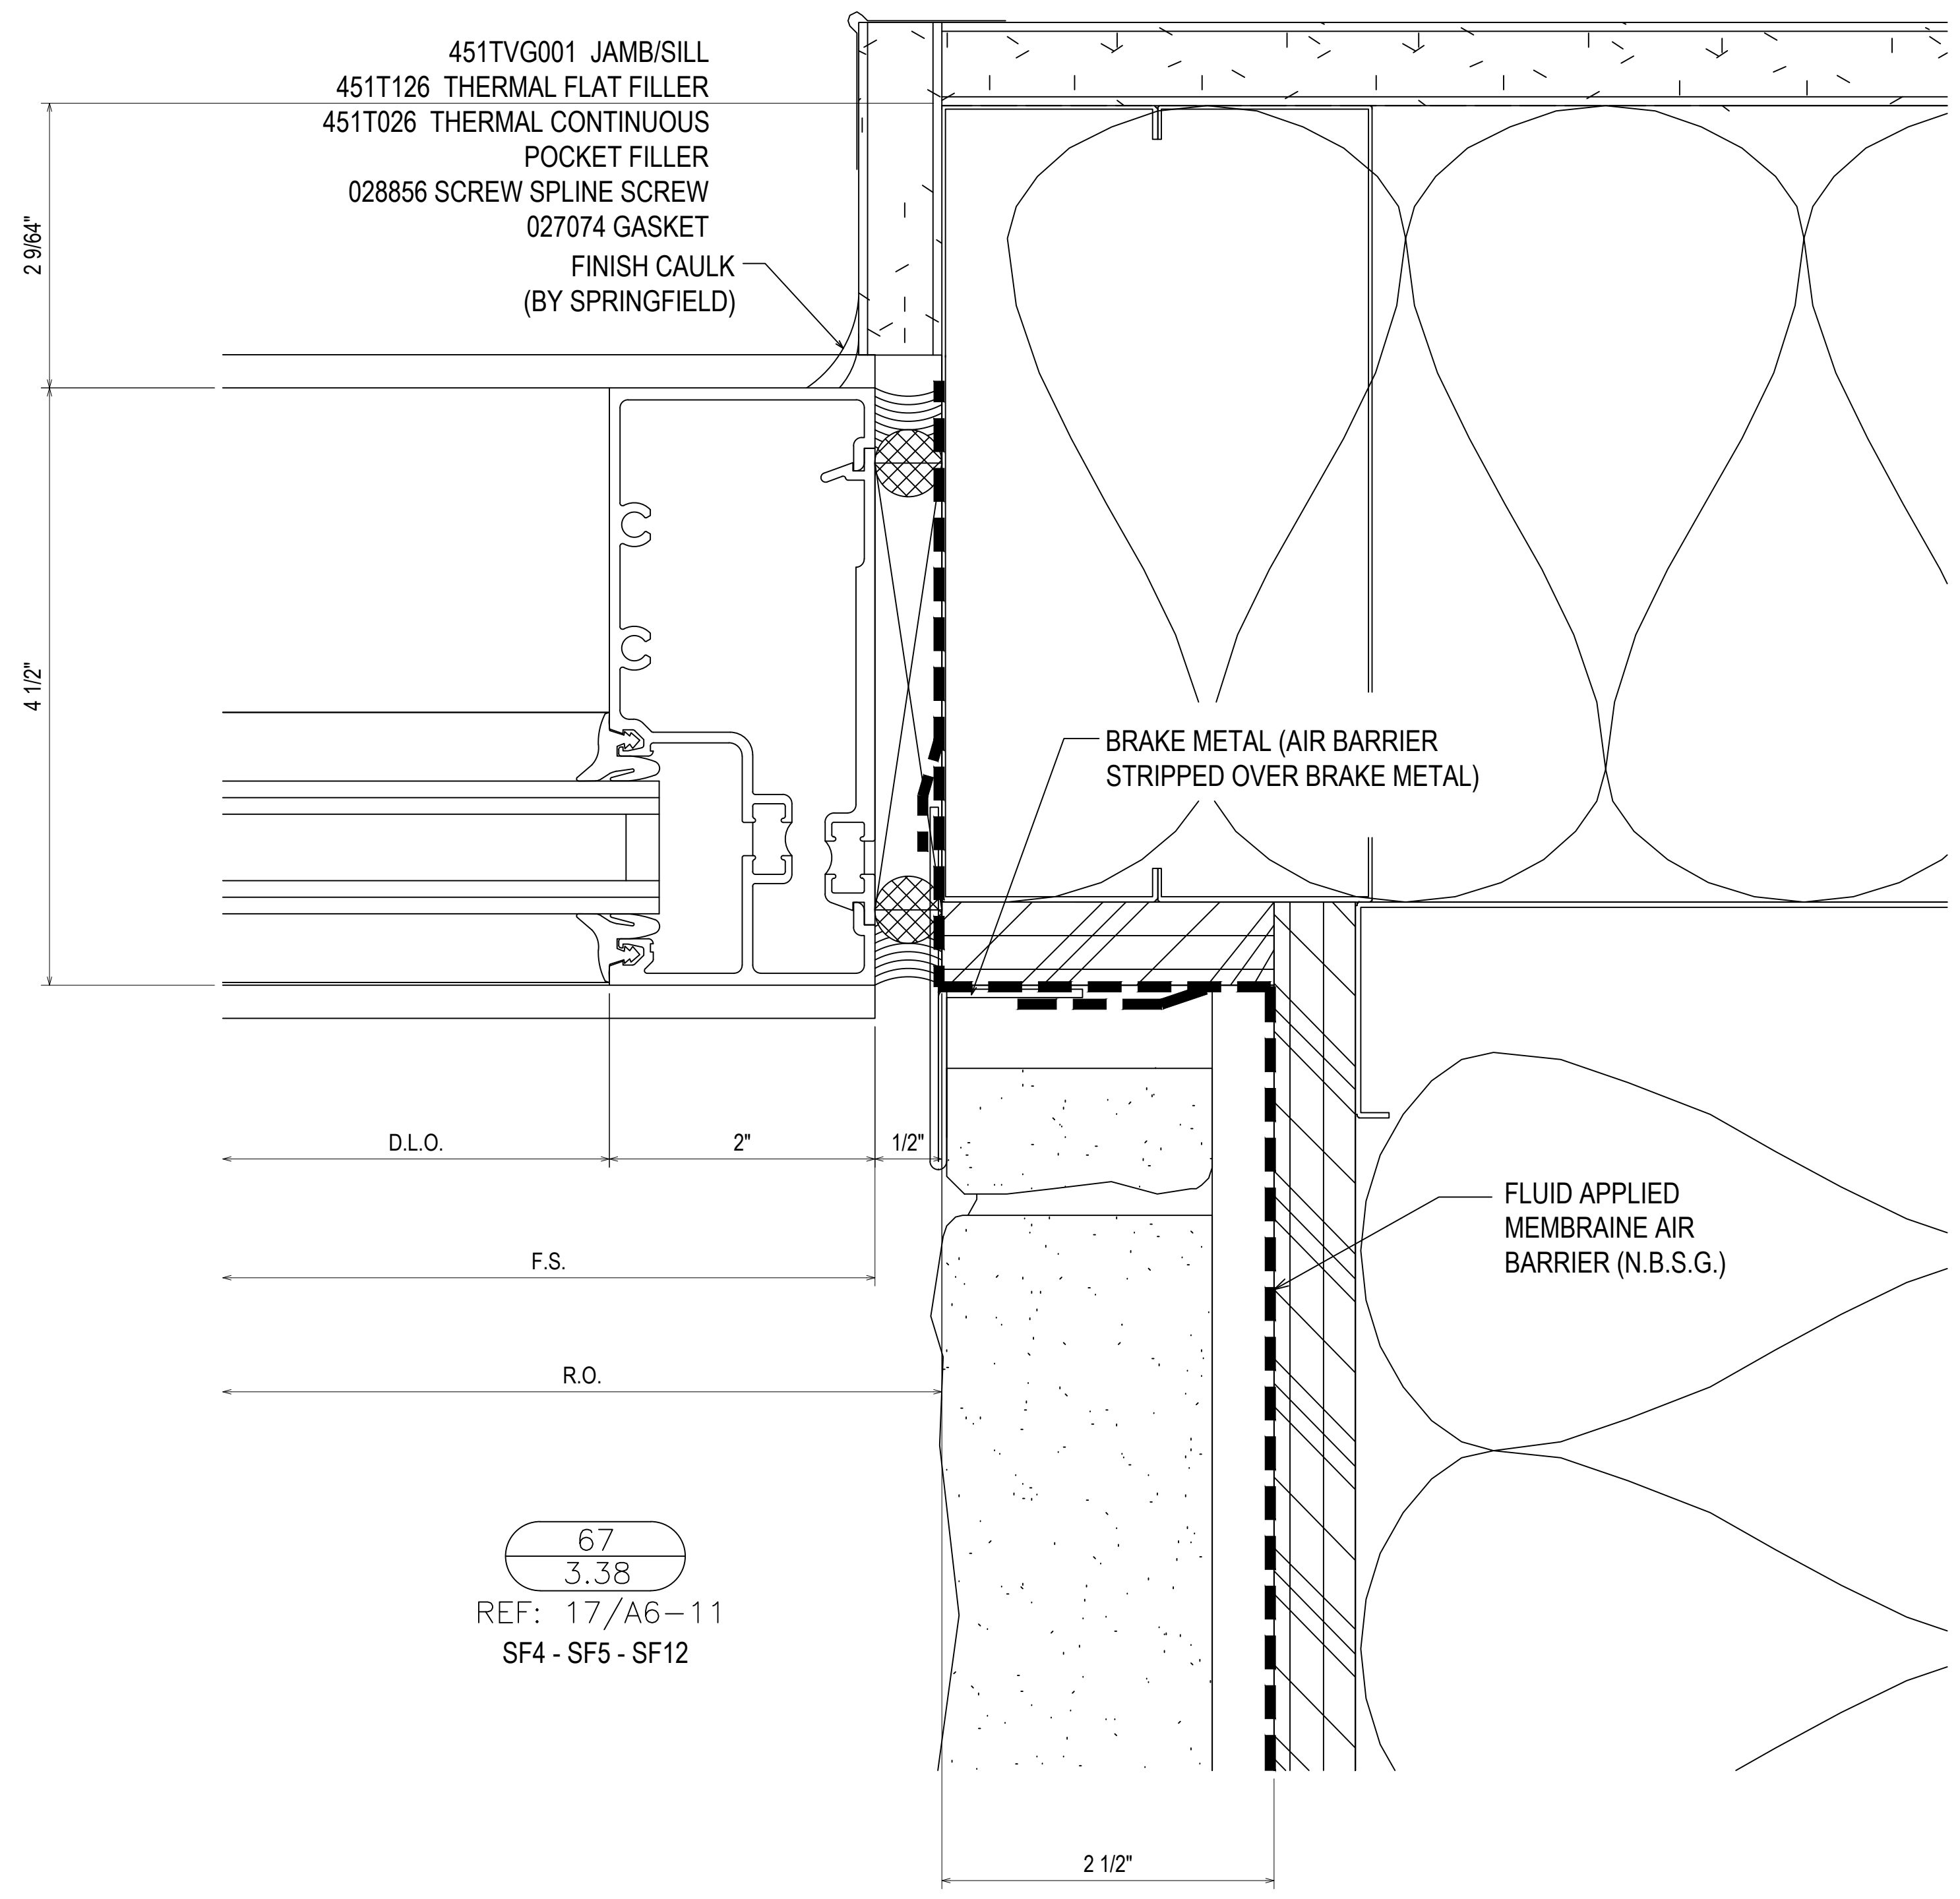 451TVG001  JAMB/SILL
451T126  THERMAL FLAT FILLER
451T026  THERMAL CONTINUOUS
POCKET FILLER
028856 SCREW SPLINE SCREW
027074 GASKET
FINISH CAULK
(BY SPRINGFIELD)
2 9/64"
4 1/2"
BRAKE METAL (AIR BARRIER
STRIPPED OVER BRAKE METAL)
D.L.O.
2"
1/2"
FLUID APPLIED
MEMBRAINE AIR
BARRIER (N.B.S.G.)
F.S.
R.O.
67
3.38
REF: 17/A6-11
SF4 - SF5 - SF12
2 1/2"